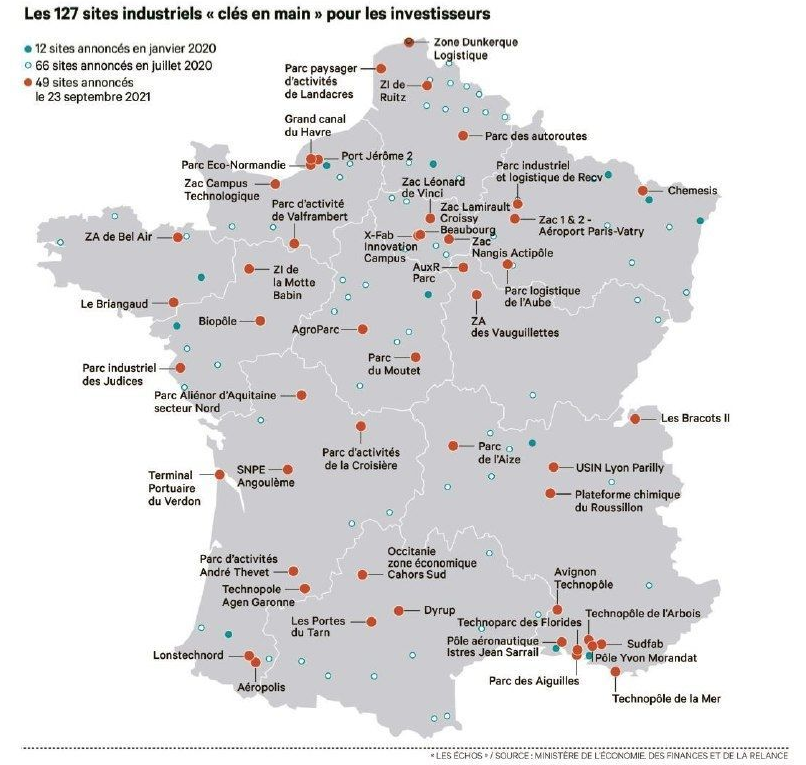 Les 127 sites industriels « clés en main » pour les investisseurs
12 sites annoncés en janvier 2020
66 sites annoncés en juillet 2020
49 sites annoncés
le 23 septembre 2021
Zone Dunkerque
Logistique
Parc paysager
d'activités
de Landacres
ZI de
Ruitz
Grand canal
du Havre
Parc des autoroutes
Port Jérôme 2
Parc Eco-Normandie
Parc industriel
et logistique de Recy
Zac Campus
Technologique
Zac Léonard
de Vinci
Chemesis
Parc d'activité
de Valframbert
Zac Lamirault
Croissy
Beaubourg
Zac 1 & 2 -
Aéroport Paris-Vatry
ZA de Bel Air
X-Fab
Innovation
Campus
Zac
Nangis Actipôle
ZI de
la Motte
Babin
AuxR
Parc
Parc logistique
de l'Aube
Le Briangaud
Biopôle
AgroParc
ZA
des Vauguillettes
Parc
du Moutet
Parc industriel
des Judices
Parc Aliénor d'Aquitaine
secteur Nord
Les Bracots II
Parc d'activités
de la Croisière
Parc
de l'Aize
Terminal
Portuaire
du Verdon
SNPE
Angoulême
USIN Lyon Parilly
Plateforme chimique
du Roussillon
Parc d'activités
André Thevet
Occitanie
zone économique
Cahors Sud
Technopole
Agen Garonne
Avignon
Technopôle
Les Portes
du Tarn
Dyrup
Technoparc des Florides
Technopôle de l'Arbois
Pôle aéronautique
Istres Jean Sarrail
Sudfab
Lonstechnord
Pôle Yvon Morandat
Aéropolis
Parc des Aiguilles
Technopôle de la Mer
« LES ÉCHOS » / SOURCE : MINISTÈRE DE L'ÉCONOMIE, DES FINANCES ET DE LA RELANCE